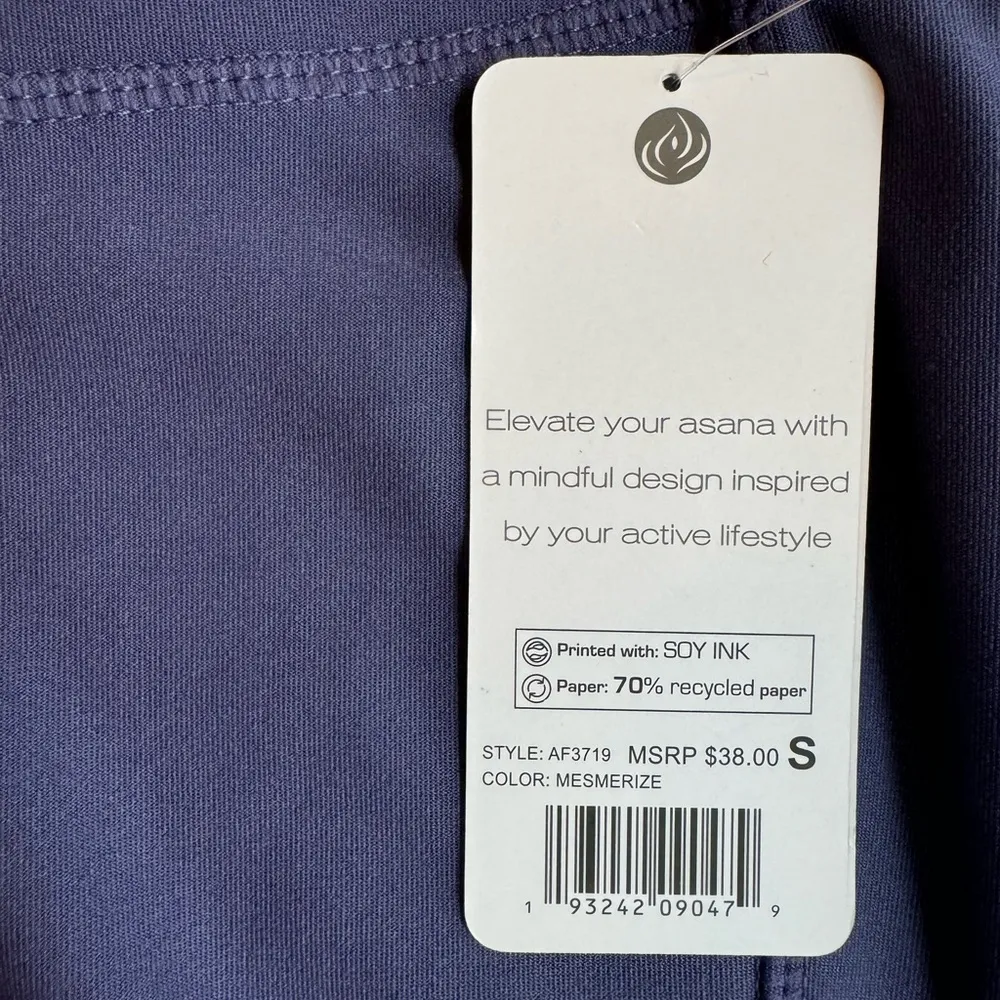 Elevate your asana with
a mindful design inspired
by your active lifestyle
Printed with: SOY INK
Paper: 70% recycled paper
STYLE: AF3719 MSRP $38.00 S
COLOR: MESMERIZE
1 93242 09047 9